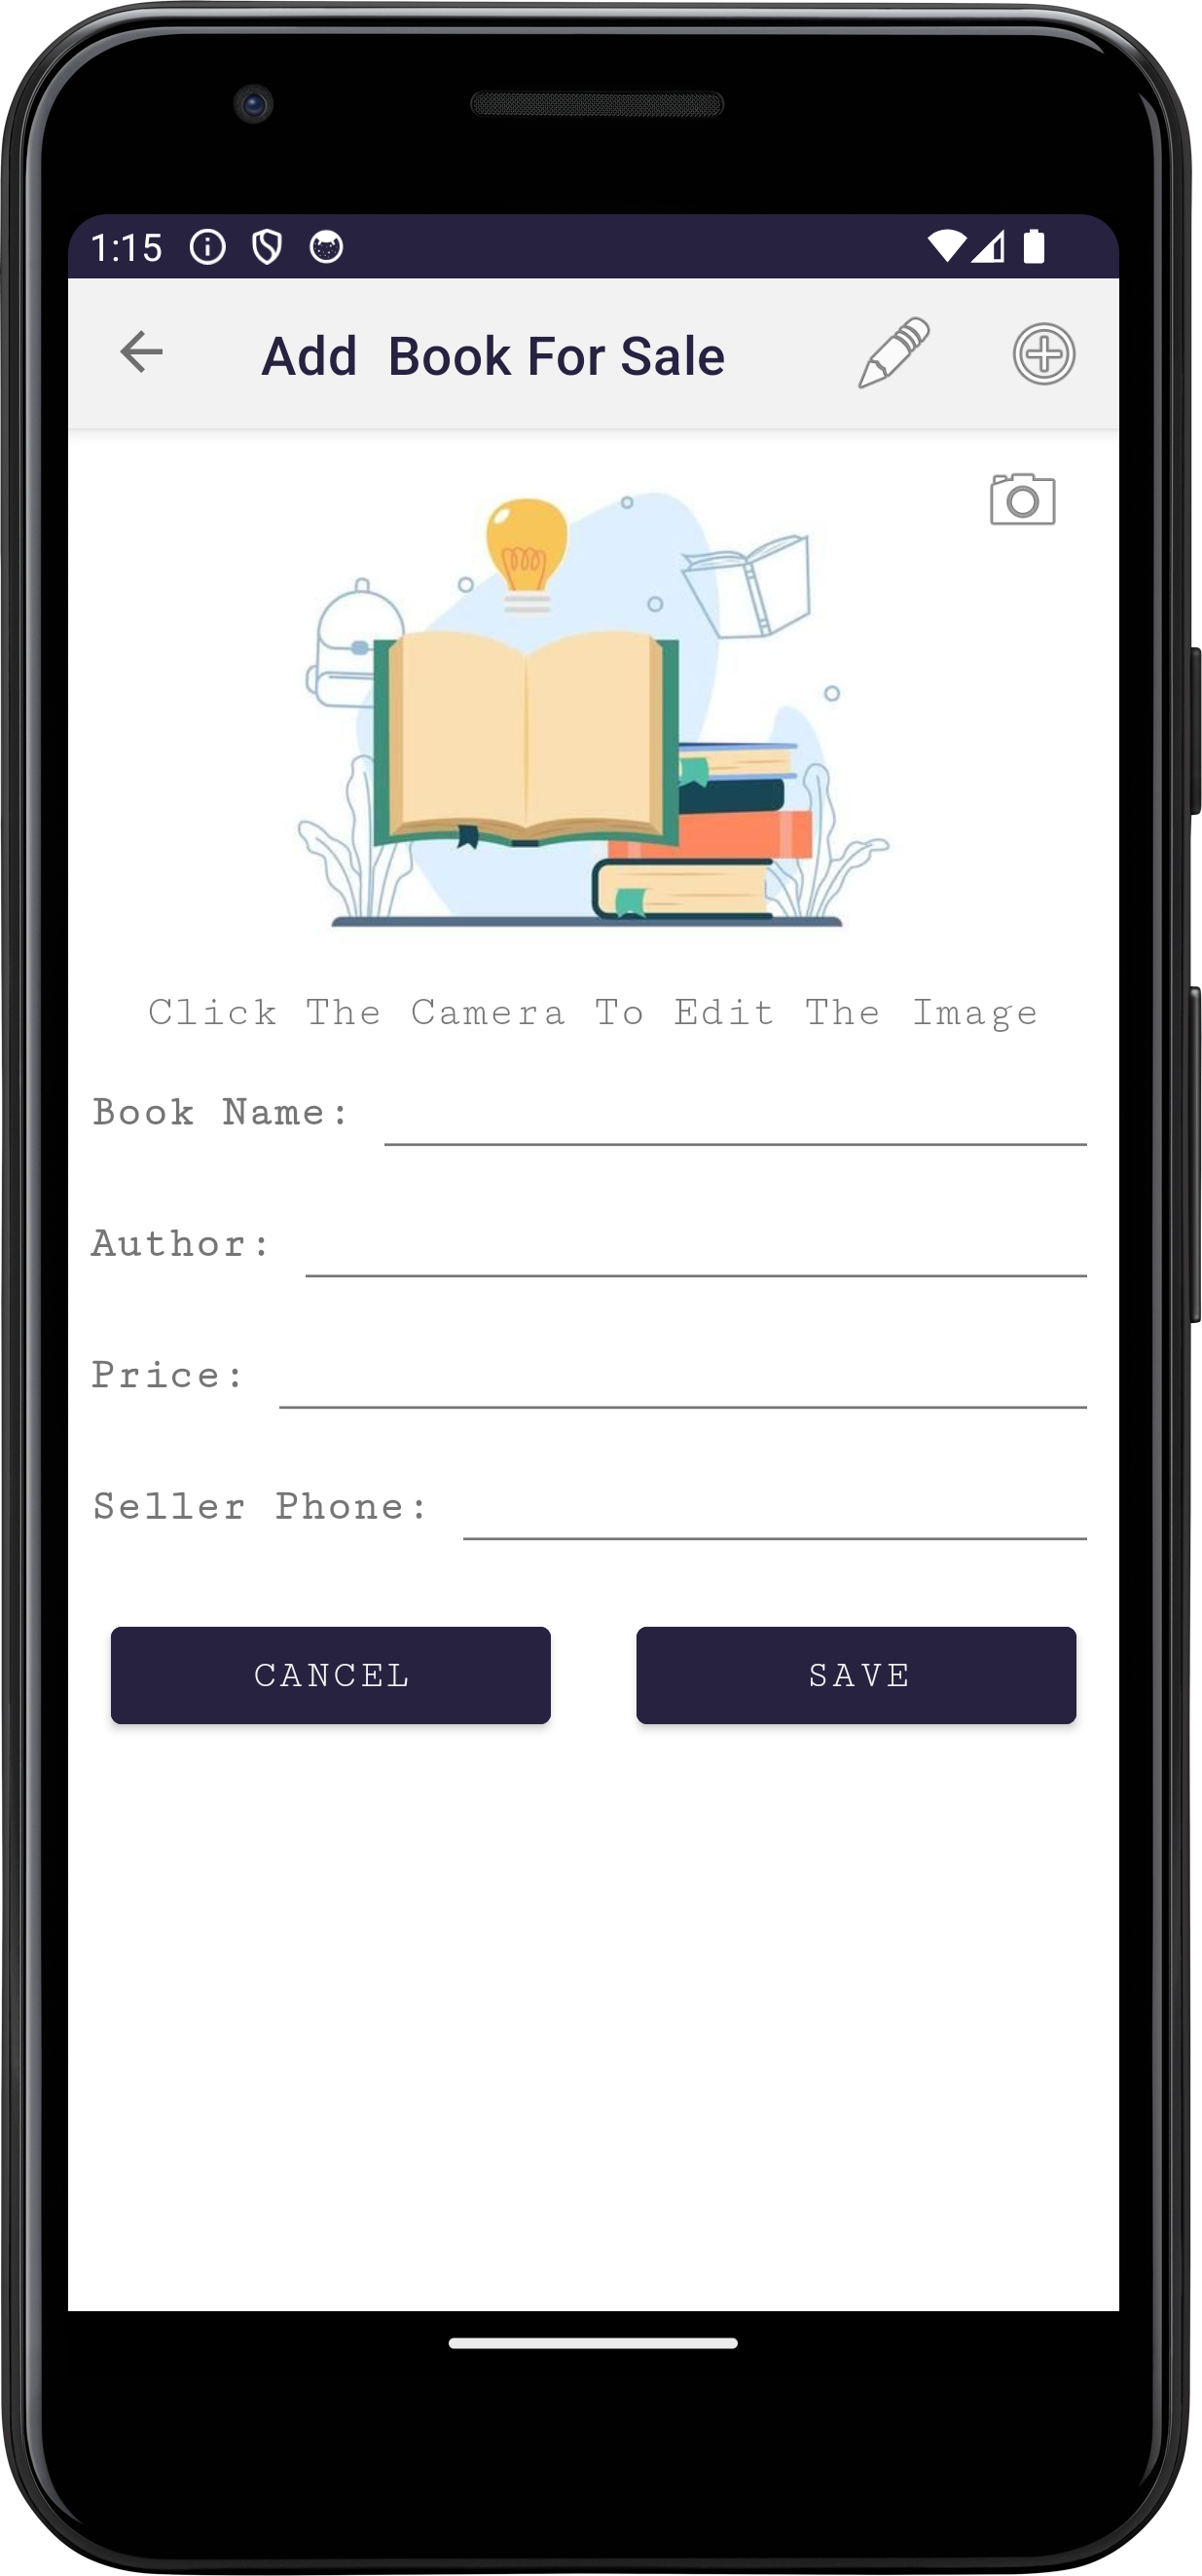 1:15
Add  Book For Sale
Click The Camera To Edit The Image
Book Name:
Author:
Price:
Seller Phone:
CANCEL
SAVE